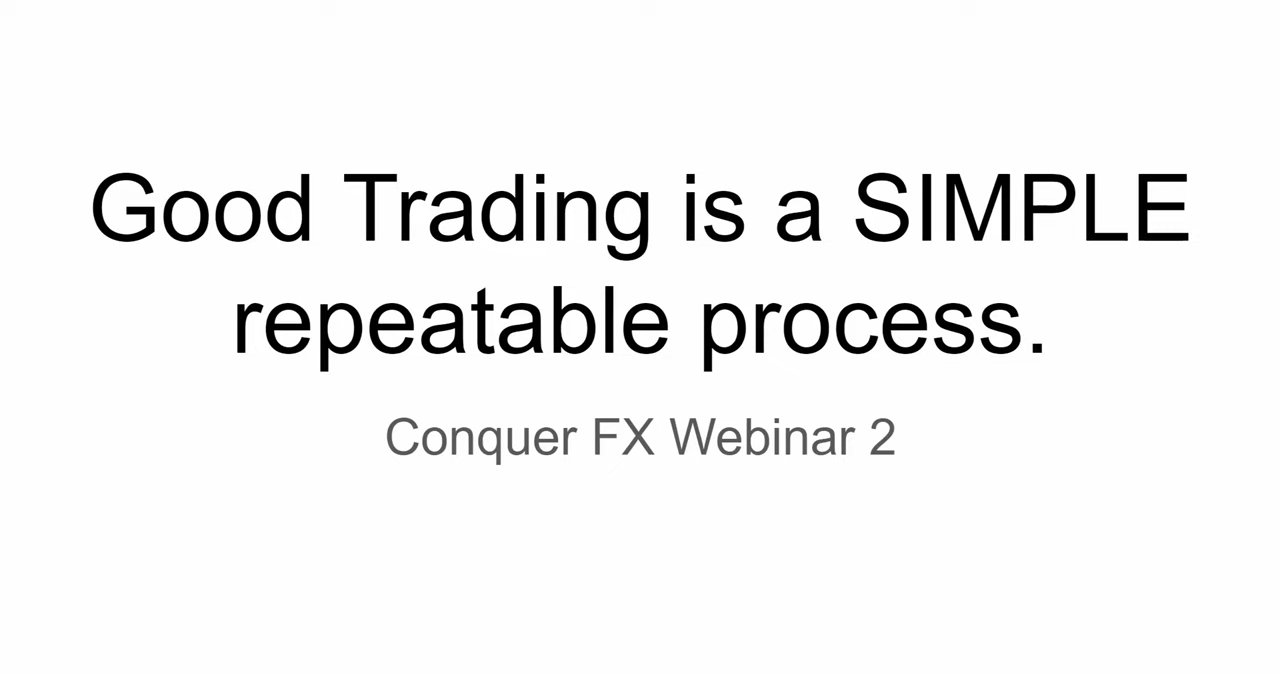 Good Trading is a SIMPLE
repeatable process.
Conquer FX Webinar 2